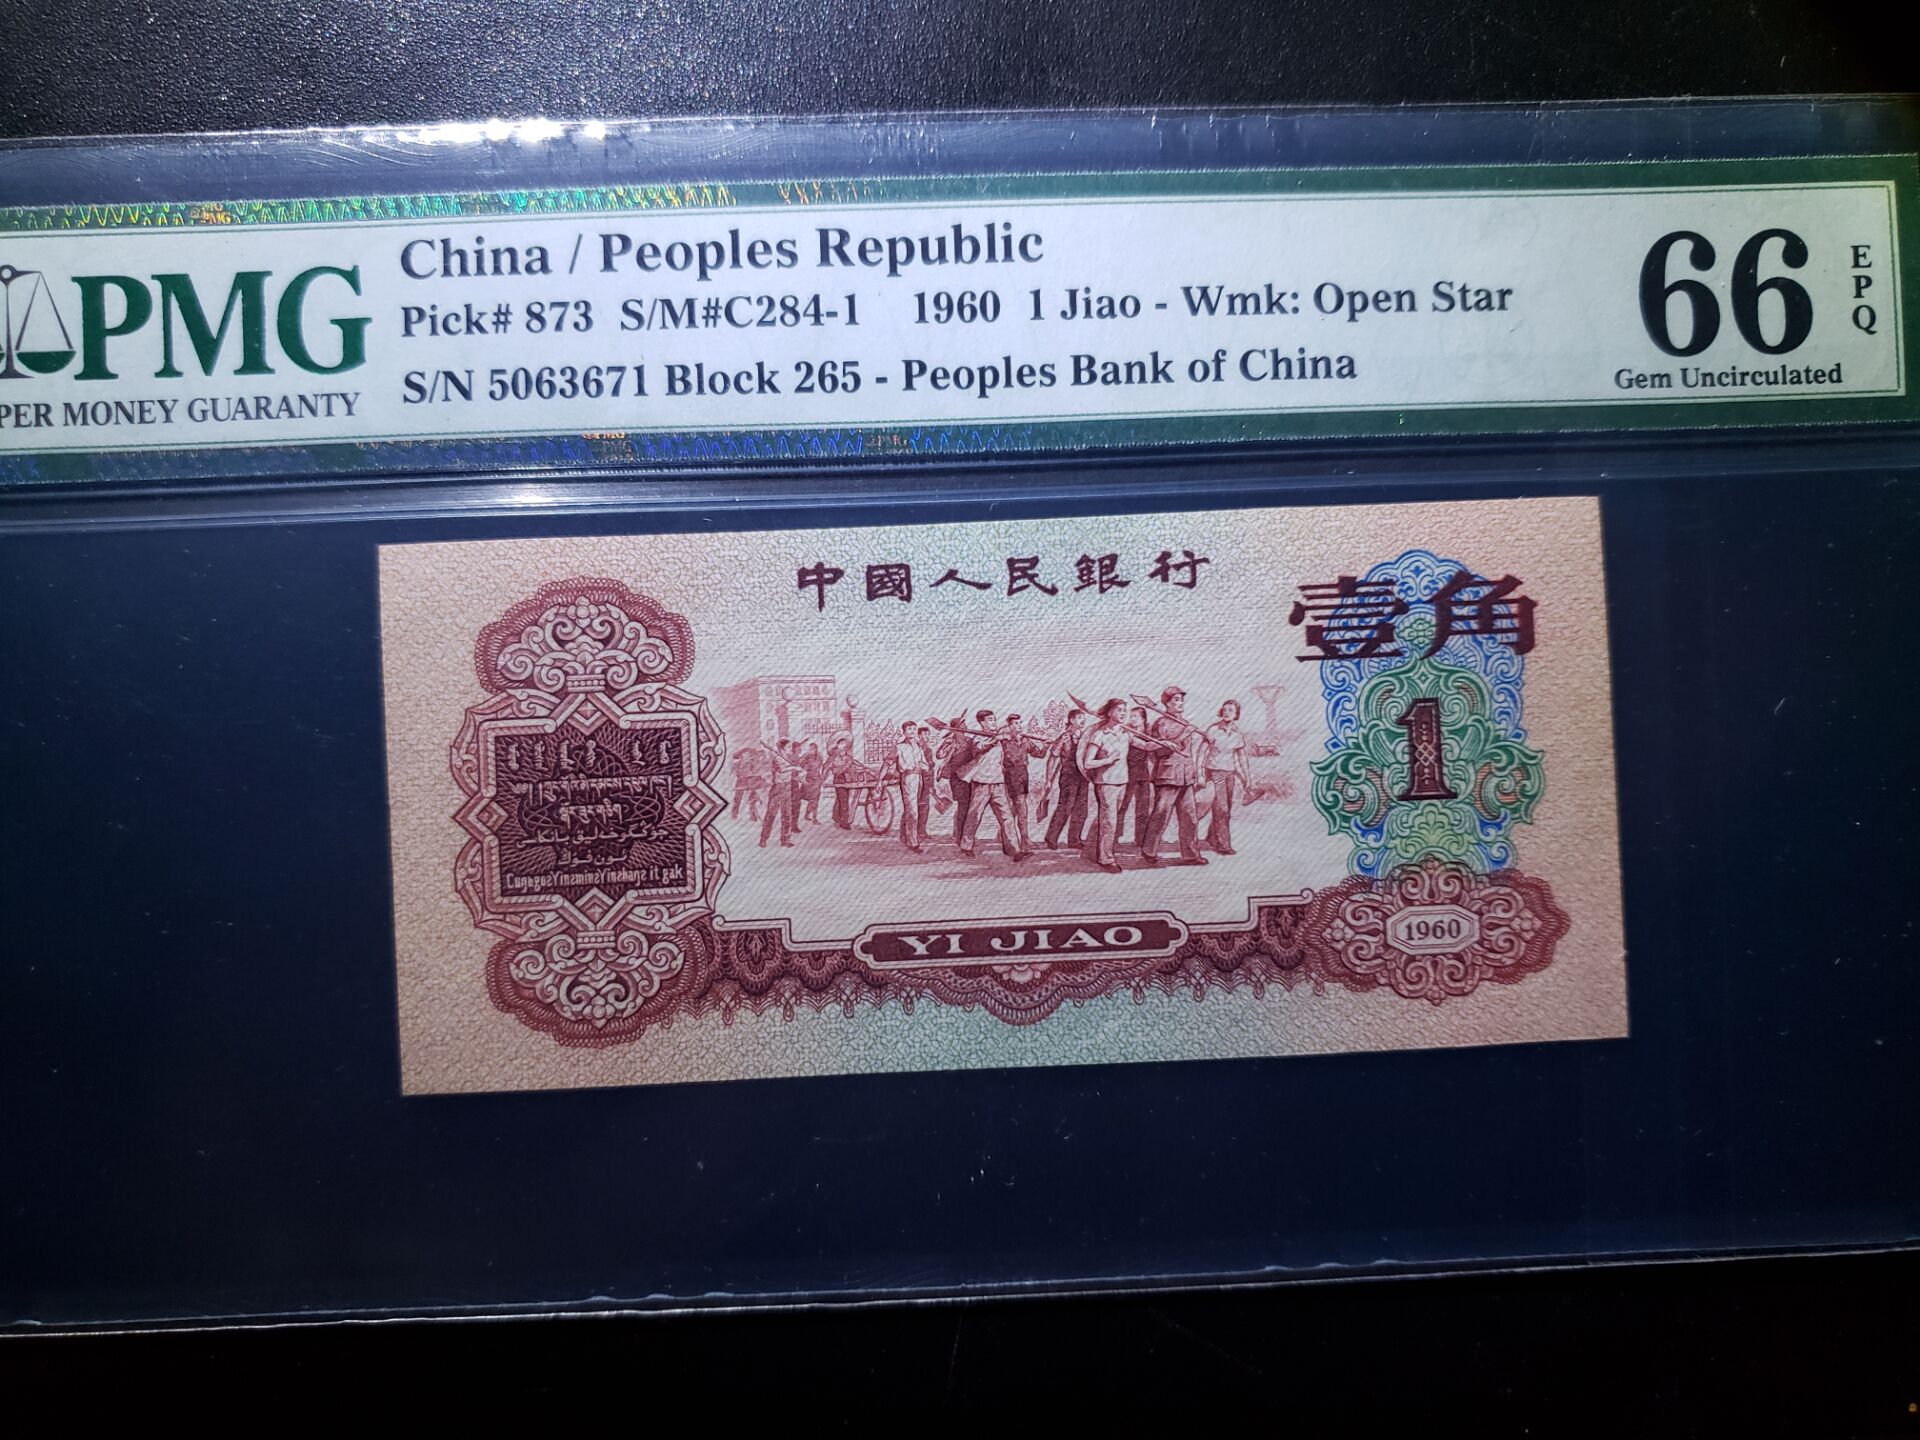 China / Peoples Republic
Pick# 873 S/M#C284-1 1960 1 Jiao - Wmk: Open Star
S/N 5063671 Block 265 - Peoples Bank of China
PMG
PER MONEY GUARANTY
66
EPQ
Gem Uncirculated
中國人民銀行
壹角
1
YI JIAO
1960